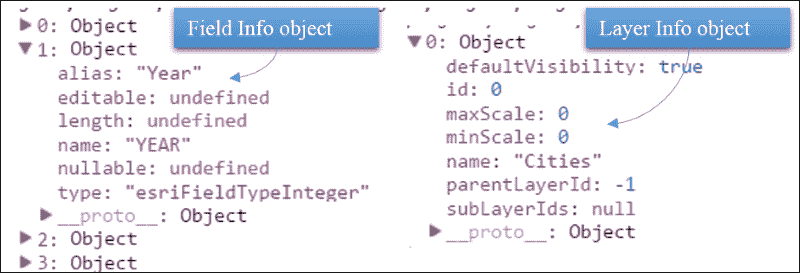 0: Object
Field Info object
1: Object
alias: "Year"
editable: undefined
length: undefined
name: "YEAR"
nullable: undefined
type: "esriFieldTypeInteger"
__proto__: Object
2: Object
3: Object
Layer Info object
0: Object
defaultVisibility: true
id: 0
maxScale: 0
minScale: 0
name: "Cities"
parentLayerId: -1
subLayerIds: null
__proto__: Object